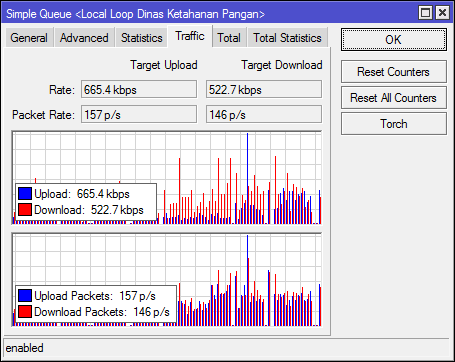 Simple Queue <Local Loop Dinas Ketahanan Pangan>
General Advanced Statistics Traffic Total Total Statistics
OK
Target Upload Target Download
Reset Counters
Rate: 665.4 kbps 522.7 kbps
Reset All Counters
Packet Rate: 157 p/s 146 p/s
Torch
Upload: 665.4 kbps
Download: 522.7 kbps
Upload Packets: 157 p/s
Download Packets: 146 p/s
enabled